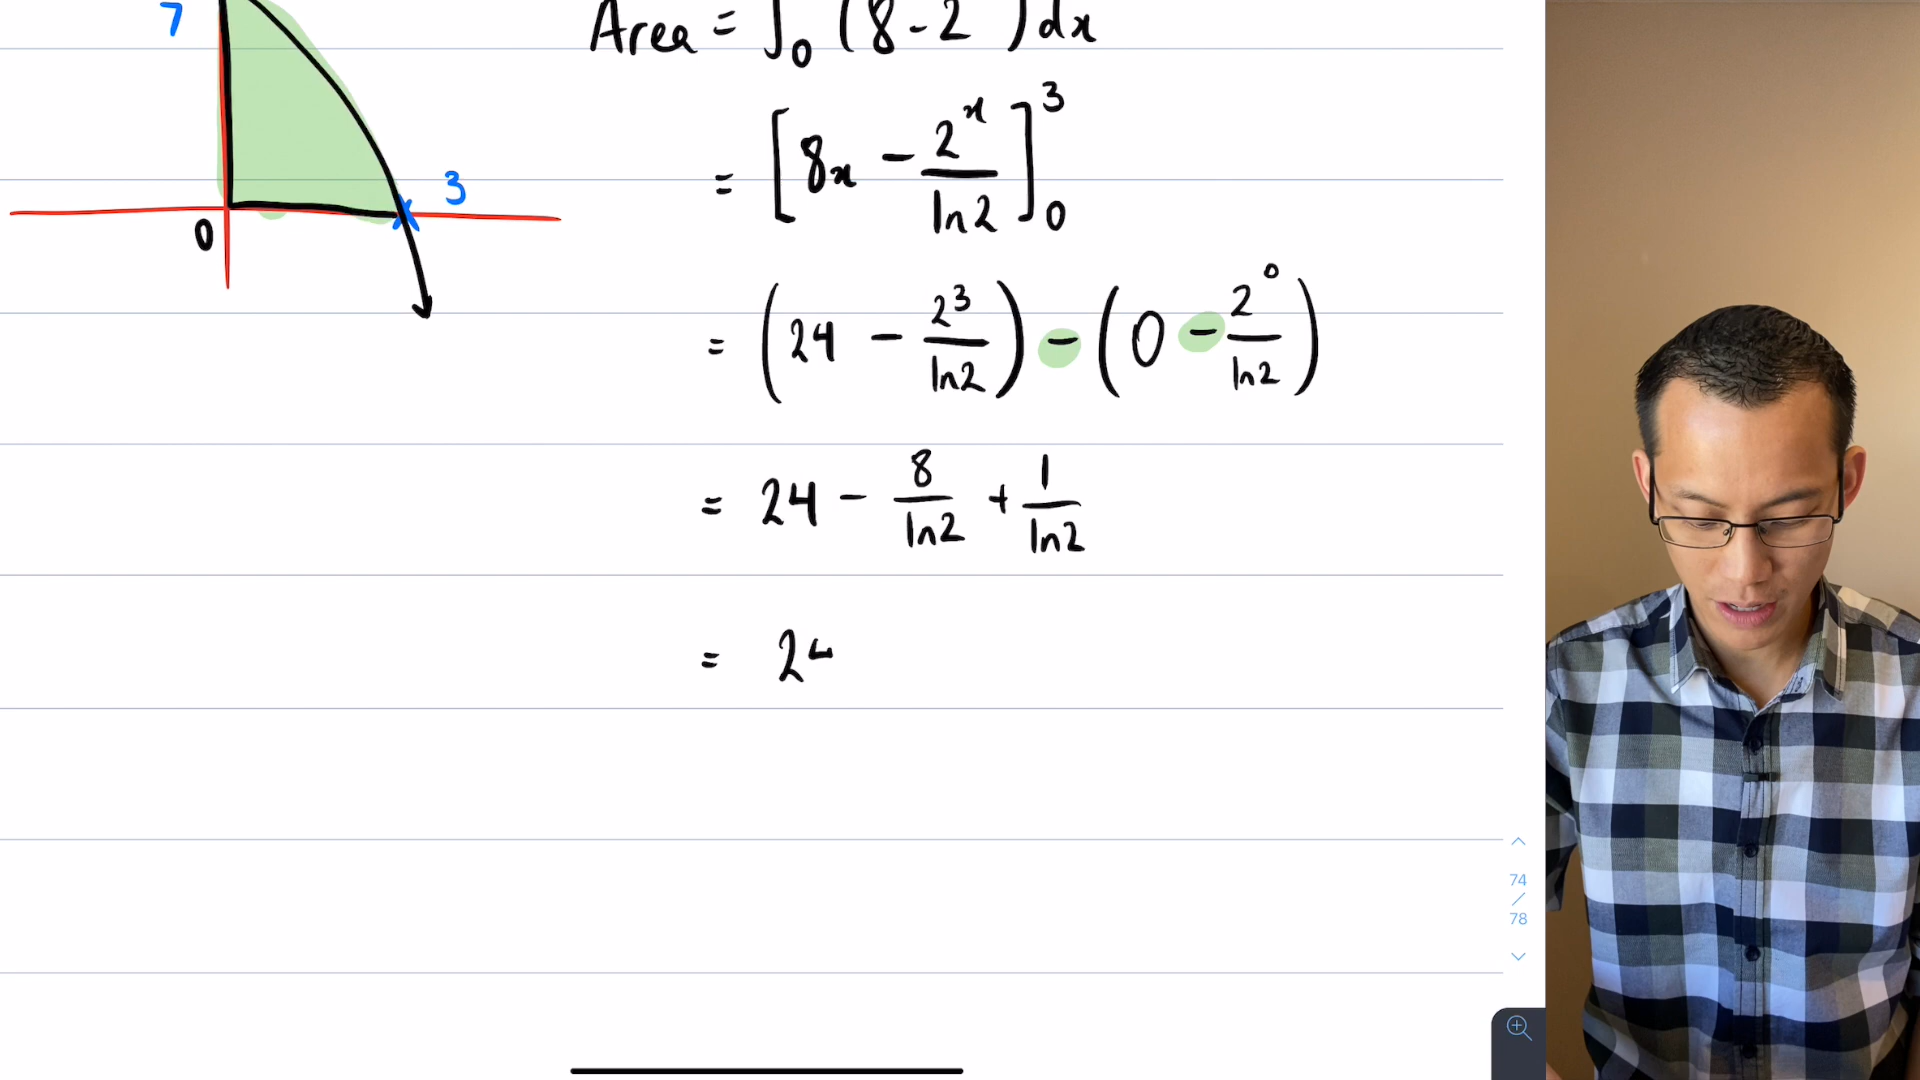 7
3
0
Area = ∫₀ (8-2 )dx
= [8x - 2^x/ln2]₀³
= (24 - 2³/ln2) - (0 - 2⁰/ln2)
= 24 - 8/ln2 + 1/ln2
= 24
74
/
78